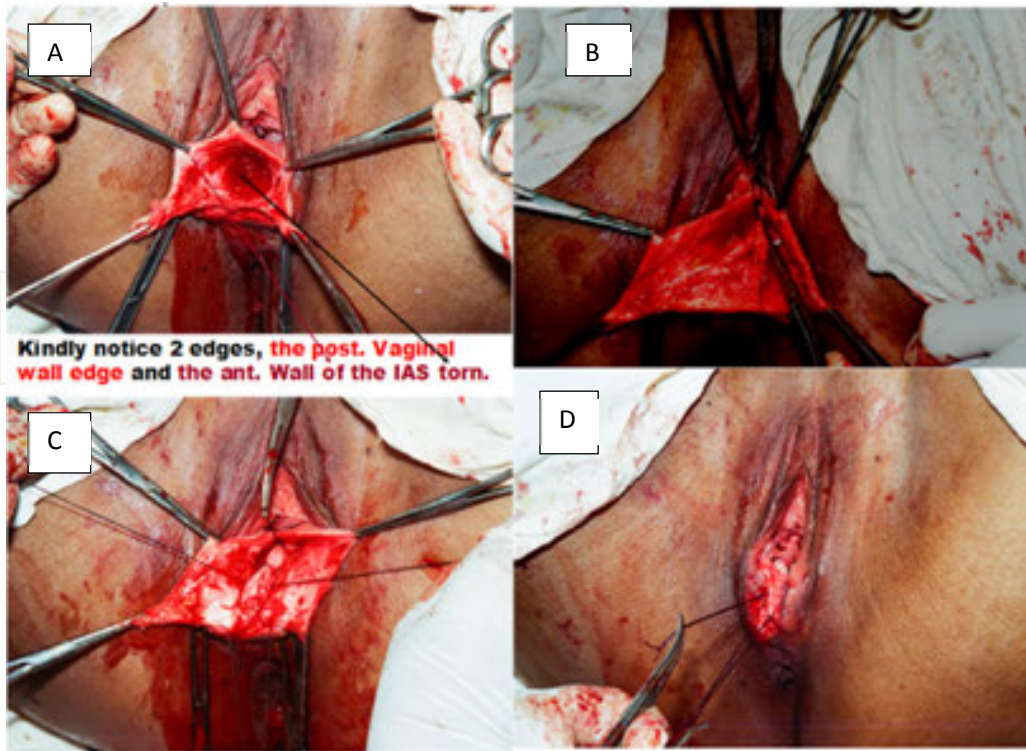 A
B
Kindly notice 2 edges, the post. Vaginal
wall edge and the ant. Wall of the IAS torn.
C
D